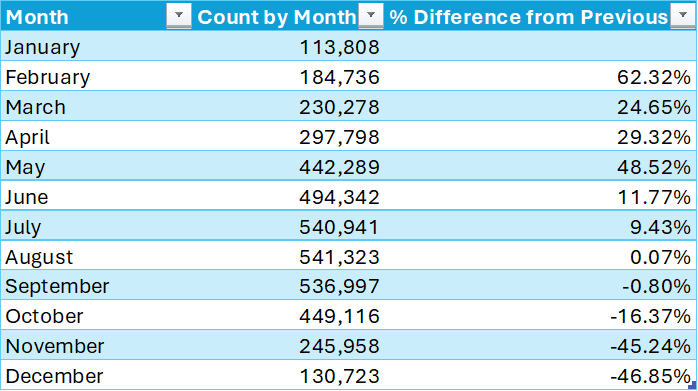 Month Count by Month % Difference from Previous
January 113,808
February 184,736 62.32%
March 230,278 24.65%
April 297,798 29.32%
May 442,289 48.52%
June 494,342 11.77%
July 540,941 9.43%
August 541,323 0.07%
September 536,997 -0.80%
October 449,116 -16.37%
November 245,958 -45.24%
December 130,723 -46.85%